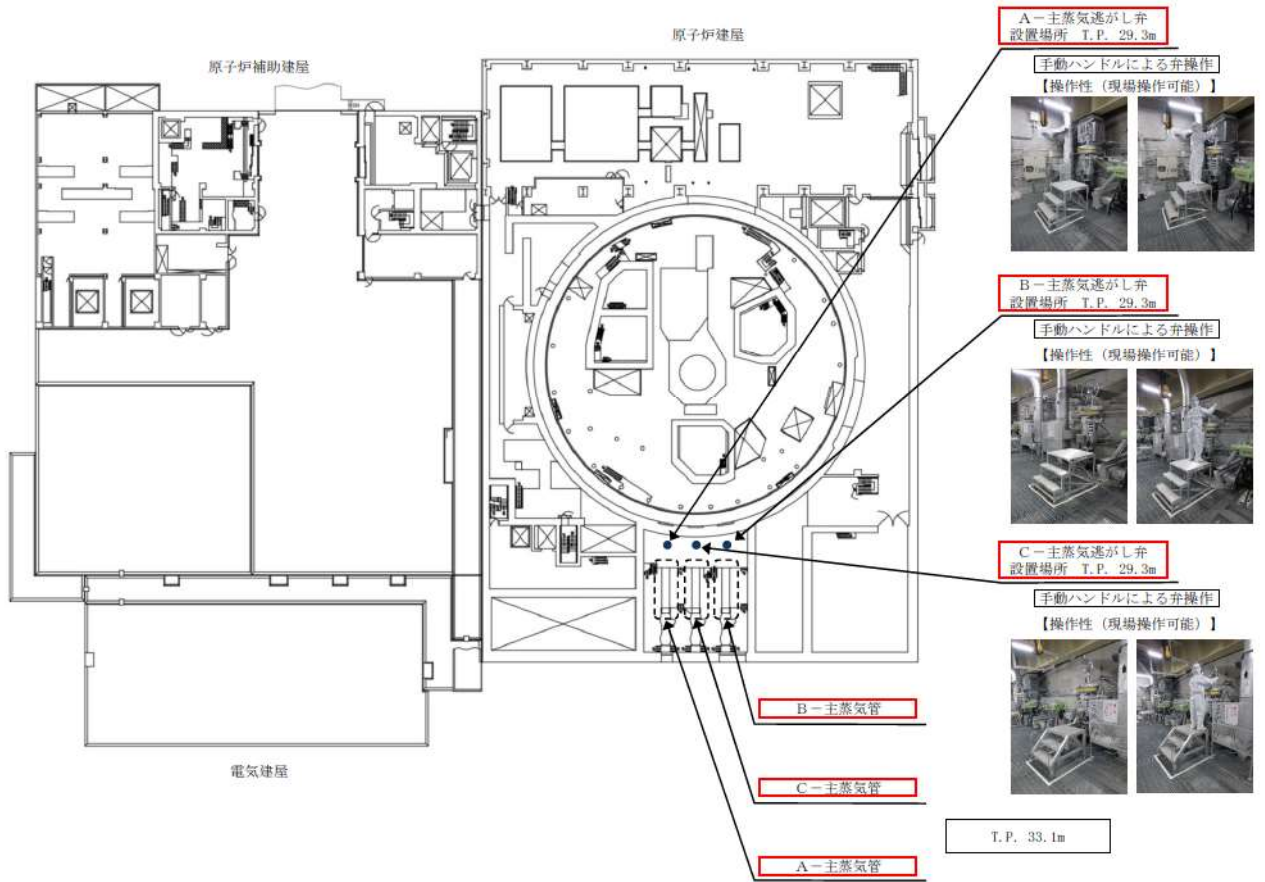 原子炉補助建屋
原子炉建屋
電気建屋
A－主蒸気逃がし弁
設置場所 T.P. 29.3m
手動ハンドルによる弁操作
【操作性（現場操作可能）】
B－主蒸気逃がし弁
設置場所 T.P. 29.3m
手動ハンドルによる弁操作
【操作性（現場操作可能）】
C－主蒸気逃がし弁
設置場所 T.P. 29.3m
手動ハンドルによる弁操作
【操作性（現場操作可能）】
B－主蒸気管
C－主蒸気管
A－主蒸気管
T.P. 33.1m